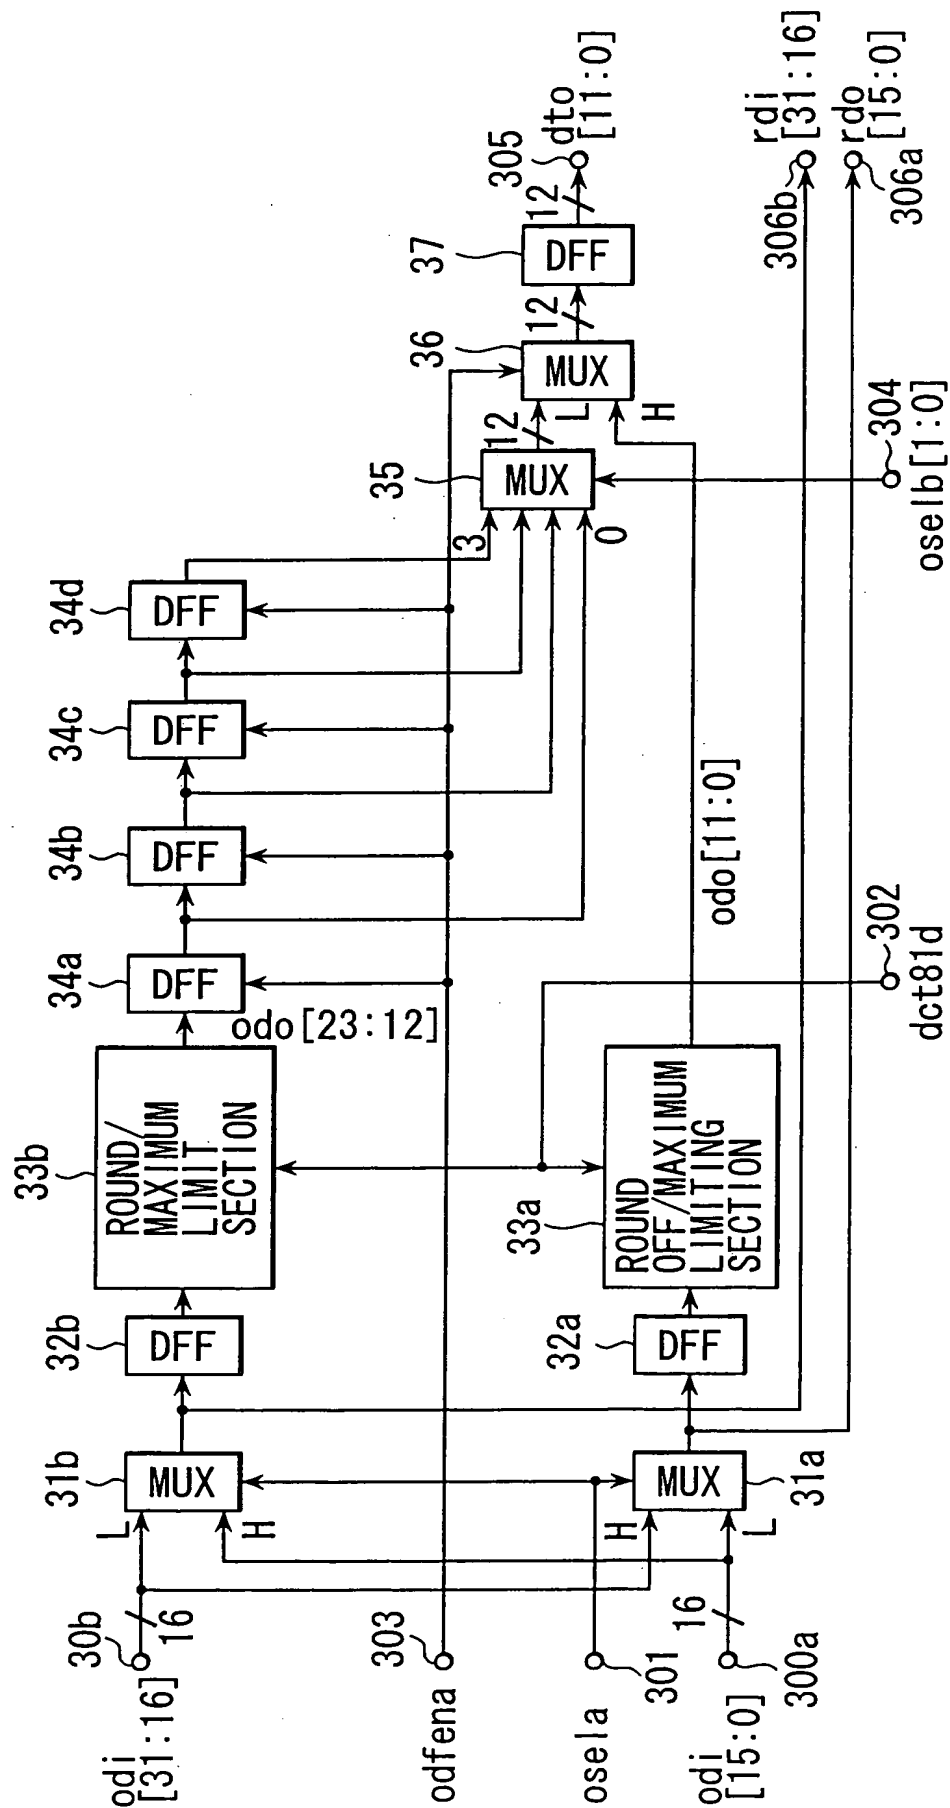 odi
[31:16]
30b
16
L
H
31b
MUX
32b
DFF
33b
ROUND/
MAXIMUM
LIMIT
SECTION
odo[23:12]
34a
DFF
34b
DFF
34c
DFF
34d
DFF
3
0
35
MUX
12
L
H
36
MUX
12
37
DFF
12
305
dto
[11:0]
odfena
303
osela
301
odi
[15:0]
300a
16
H
L
MUX
31a
DFF
32a
33a
ROUND
OFF/MAXIMUM
LIMITING
SECTION
odo[11:0]
302
dct81d
304
oselb[1:0]
306b
rdi
[31:16]
306a
rdo
[15:0]